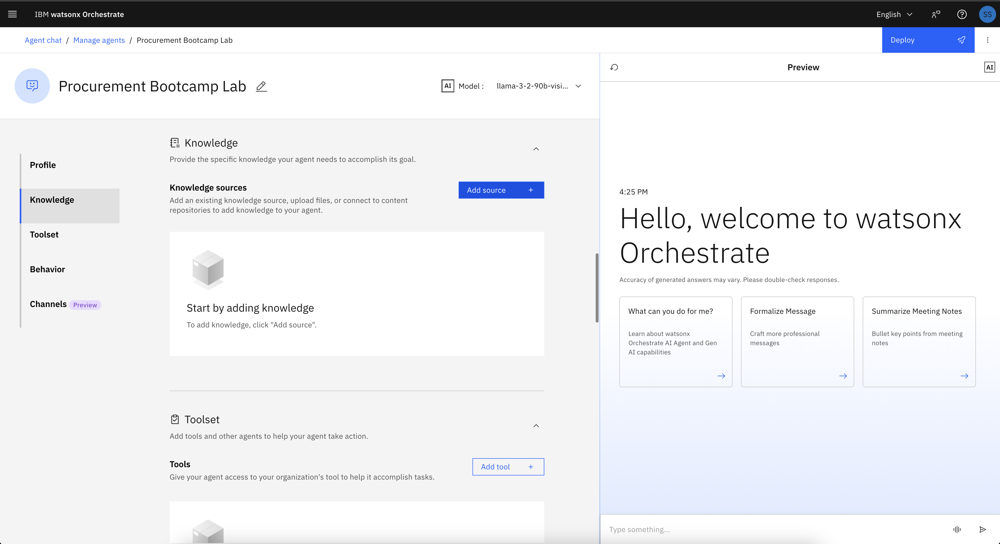 IBM watsonx Orchestrate
English
SS
Agent chat / Manage agents / Procurement Bootcamp Lab
Deploy
Procurement Bootcamp Lab
AI Model : llama-3-2-90b-visi...
Profile
Knowledge
Toolset
Behavior
Channels Preview
Knowledge
Provide the specific knowledge your agent needs to accomplish its goal.
Knowledge sources
Add an existing knowledge source, upload files, or connect to content
repositories to add knowledge to your agent.
Add source +
Start by adding knowledge
To add knowledge, click "Add source".
Toolset
Add tools and other agents to help your agent take action.
Tools
Give your agent access to your organization's tool to help it accomplish tasks.
Add tool +
Preview
AI
4:25 PM
Hello, welcome to watsonx
Orchestrate
Accuracy of generated answers may vary. Please double-check responses.
What can you do for me?
Learn about watsonx
Orchestrate AI Agent and Gen
AI capabilities
Formalize Message
Craft more professional
messages
Summarize Meeting Notes
Bullet key points from meeting
notes
Type something...